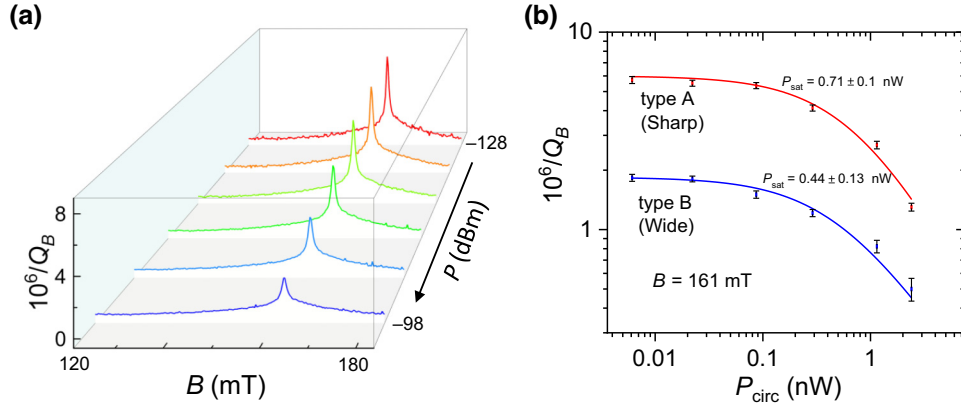 (a)
−128
P (dBm)
−98
8
4
0
10⁶/Q_B
120
180
B (mT)
(b)
10
1
10⁶/Q_B
P_sat = 0.71 ± 0.1 nW
type A
(Sharp)
P_sat = 0.44 ± 0.13 nW
type B
(Wide)
B = 161 mT
0.01
0.1
1
P_circ (nW)